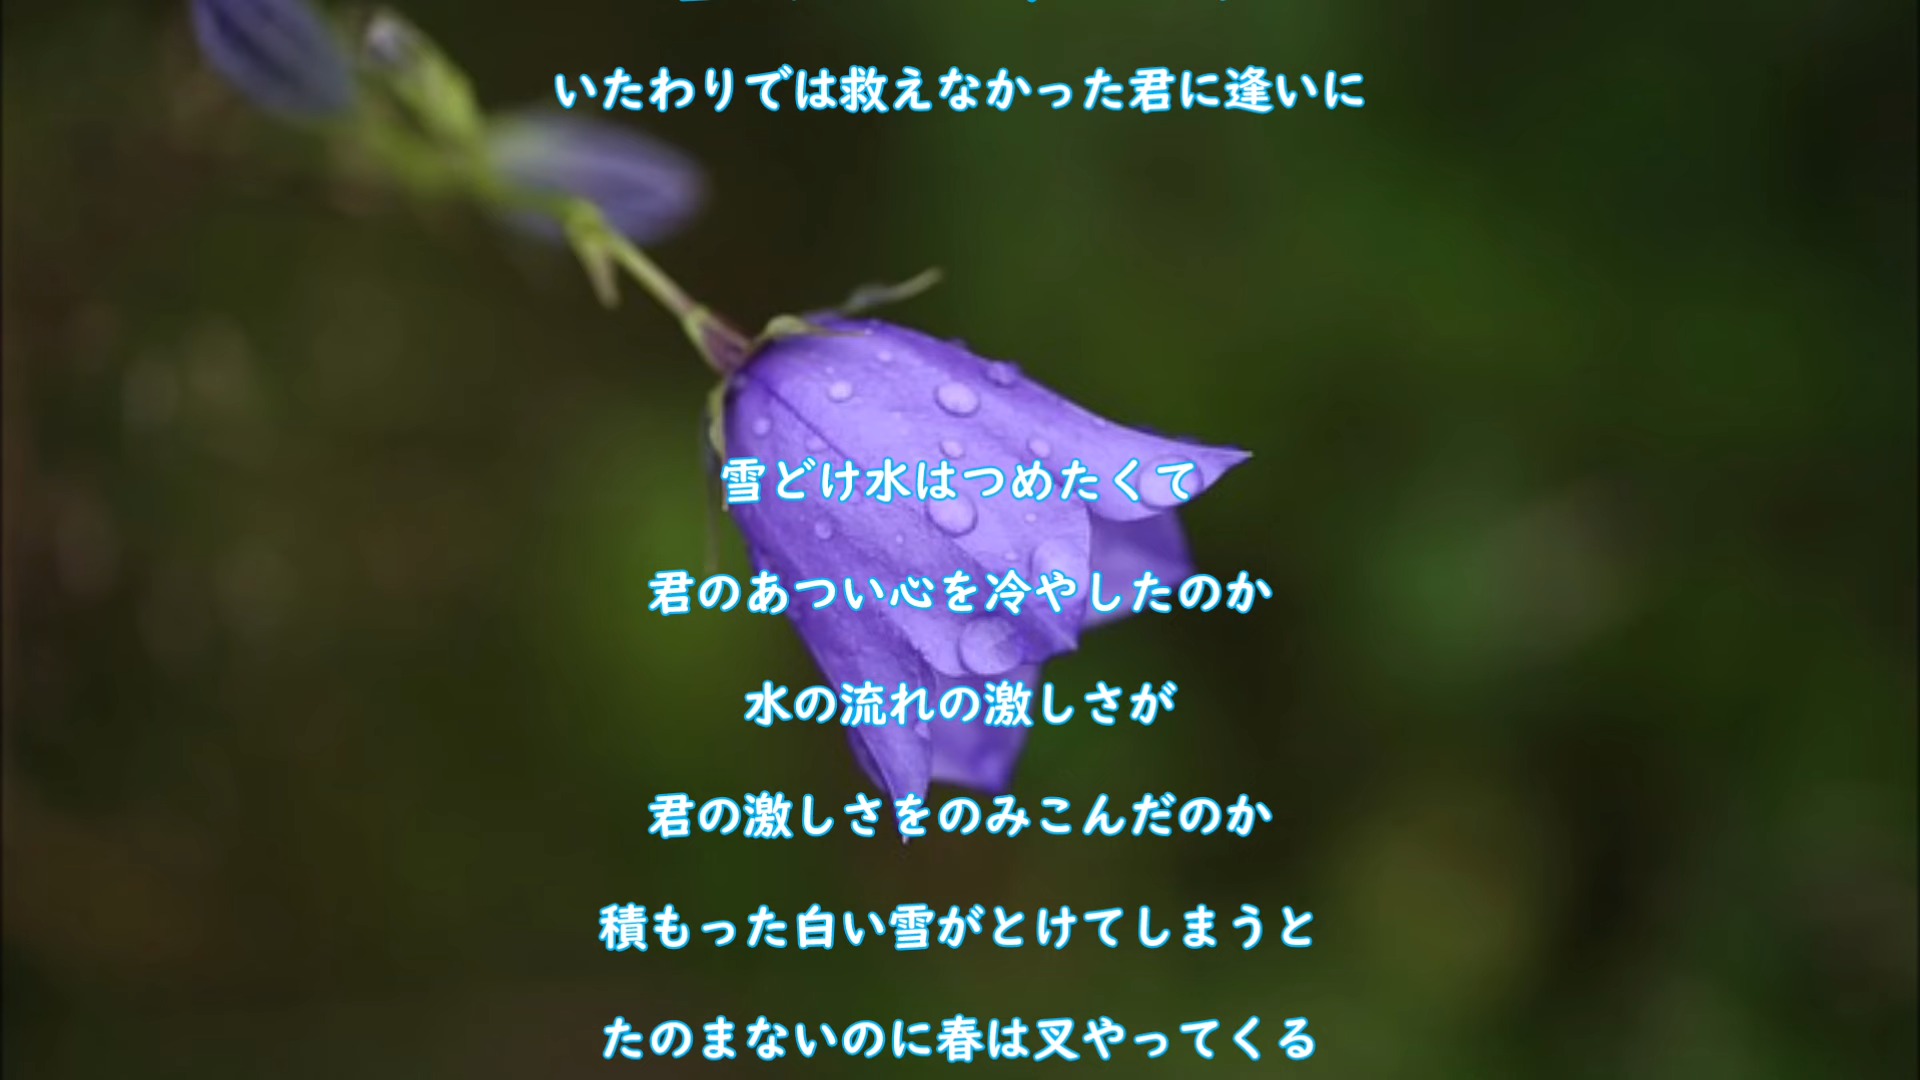 いたわりでは救えなかった君に逢いに
雪どけ水はつめたくて
君のあつい心を冷やしたのか
水の流れの激しさが
君の激しさをのみこんだのか
積もった白い雪がとけてしまうと
たのまないのに春は叉やってくる